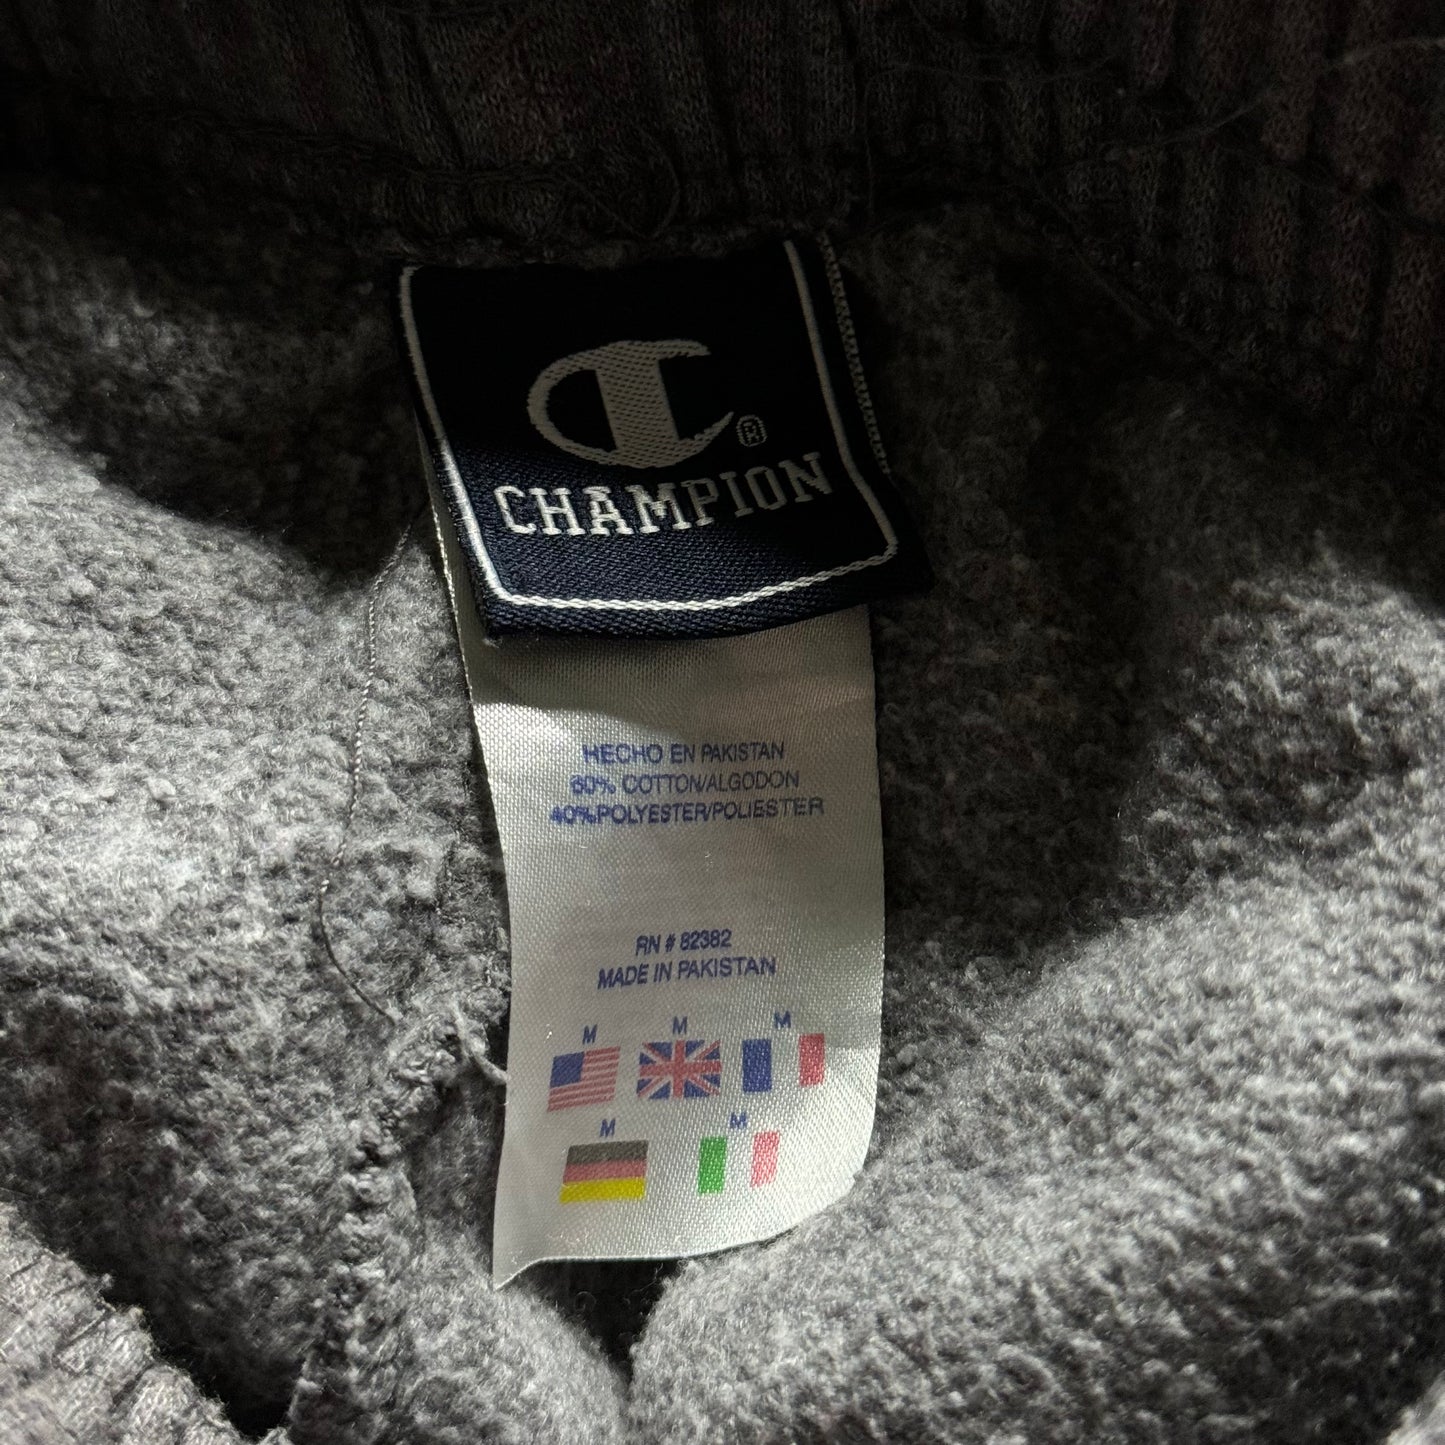 C ®
CHAMPION
HECHO EN PAKISTAN
60% COTTON/ALGODON
40%POLYESTER/POLIESTER
RN # 82382
MADE IN PAKISTAN
M M M
M M